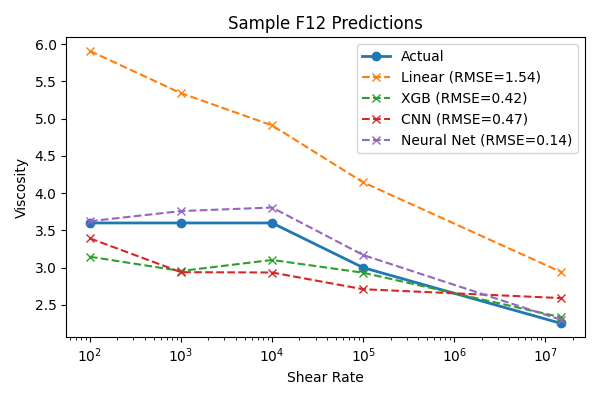 Sample F12 Predictions
Viscosity
6.0
5.5
5.0
4.5
4.0
3.5
3.0
2.5
Actual
Linear (RMSE=1.54)
XGB (RMSE=0.42)
CNN (RMSE=0.47)
Neural Net (RMSE=0.14)
10² 10³ 10⁴ 10⁵ 10⁶ 10⁷
Shear Rate